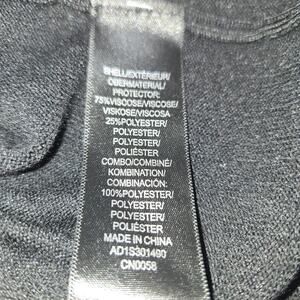 SHELL/EXTÉRIEUR/
OBERMATERIAL/
PROTECTOR:
75%VISCOSE/VISCOSE/
VISKOSE/VISCOSA
25%POLYESTER/
POLYESTER/
POLYESTER/
POLIÉSTER
COMBO/COMBINÉ/
KOMBINATION/
COMBINACIÓN:
100%POLYESTER/
POLYESTER/
POLYESTER/
POLIÉSTER
MADE IN CHINA
AD1S301490
CN0058